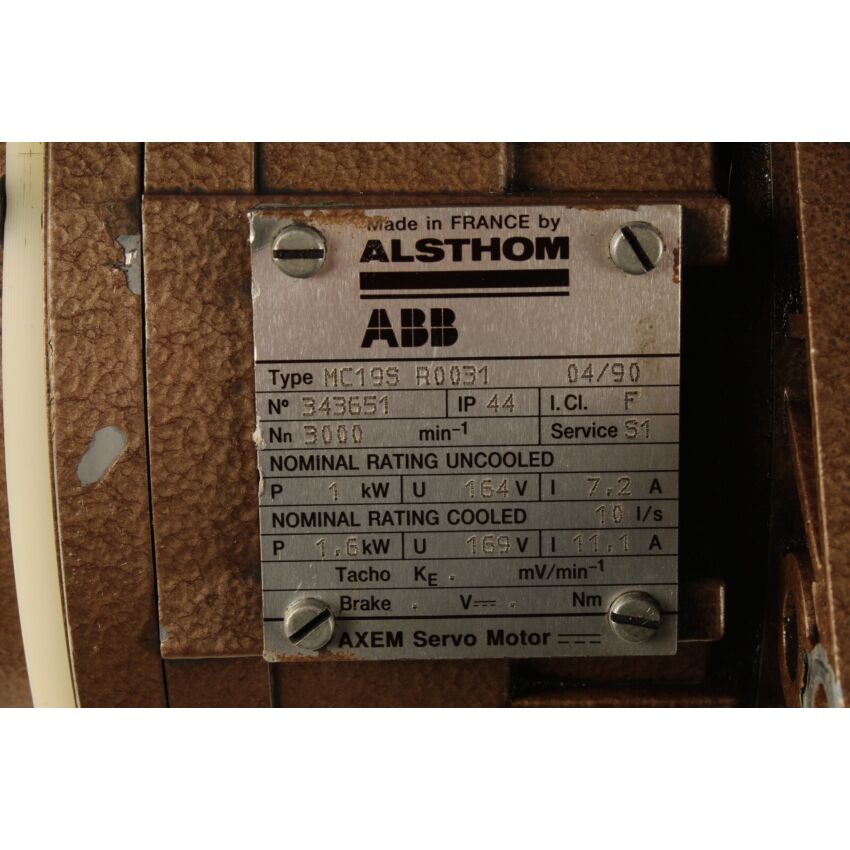 Made in FRANCE by
ALSTHOM
ABB
Type MC19S R0031 04/90
Nº 343651 IP 44 I.Cl. F
Nn 3000 min⁻¹ Service S1
NOMINAL RATING UNCOOLED
P 1 kW U 164 V I 7,2 A
NOMINAL RATING COOLED 10 l/s
P 1,6 kW U 169 V I 11,1 A
Tacho KE . mV/min⁻¹
Brake . V⎓ . Nm
AXEM Servo Motor ⎓